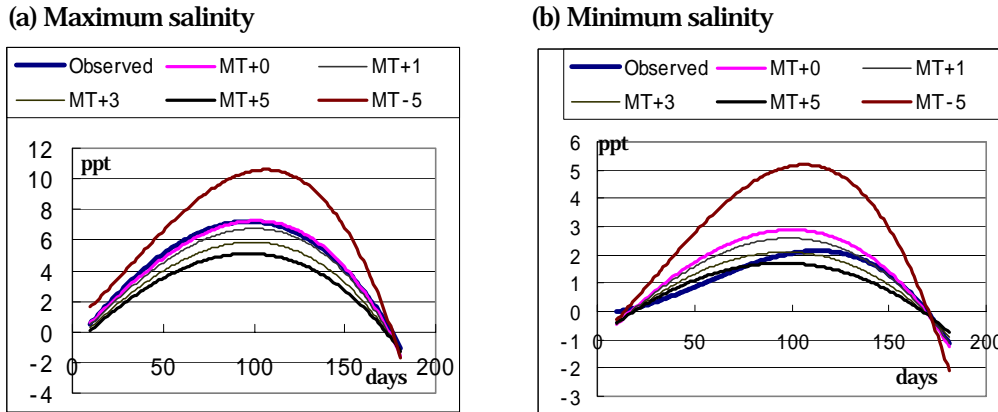 (a) Maximum salinity
Observed MT+0 MT+1
MT+3 MT+5 MT-5
12
10
8
6
4
2
0
-2
-4
ppt
0 50 100 150 200
days
(b) Minimum salinity
Observed MT+0 MT+1
MT+3 MT+5 MT-5
6
5
4
3
2
1
0
-1
-2
-3
ppt
0 50 100 150 200
days